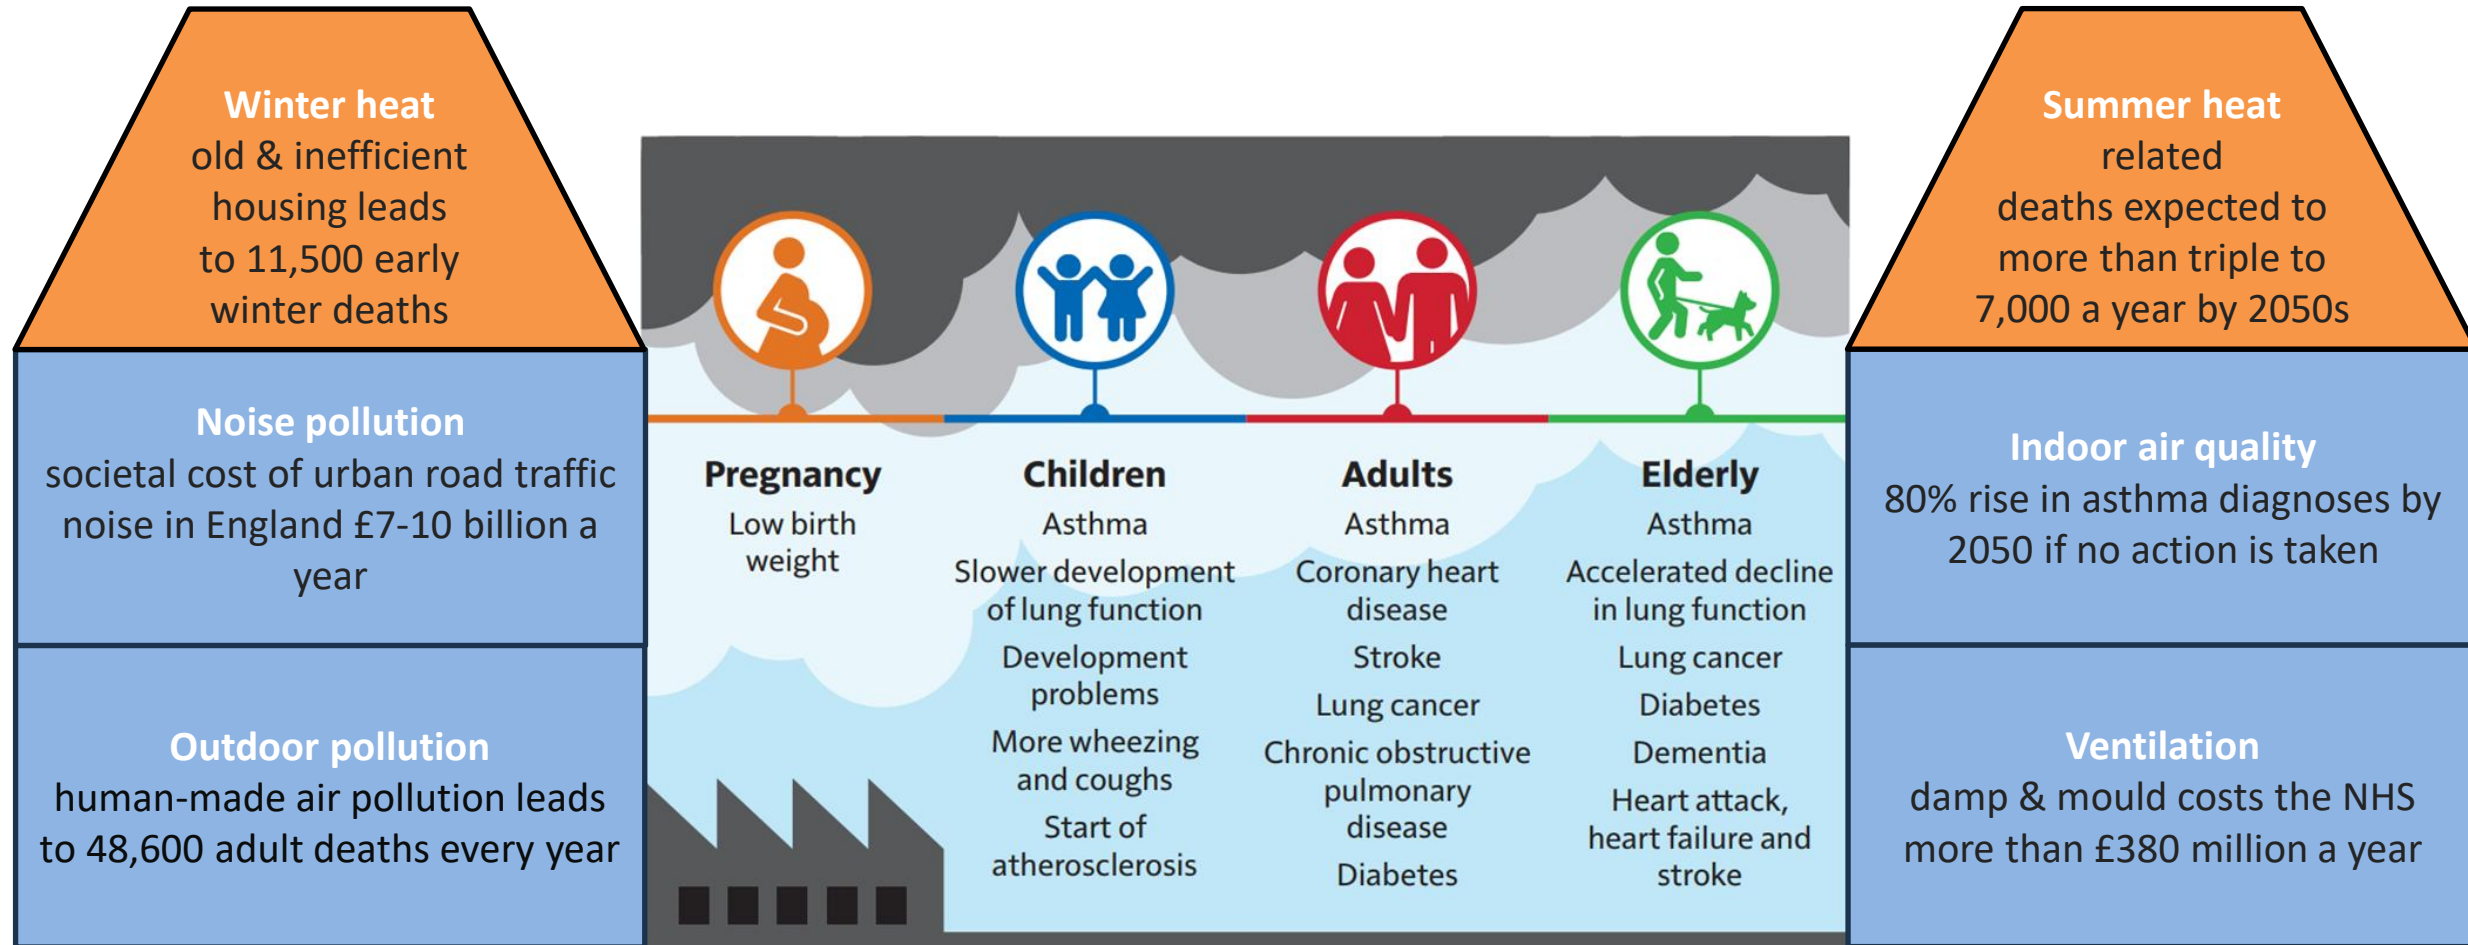 Winter heat
old & inefficient
housing leads
to 11,500 early
winter deaths
Noise pollution
societal cost of urban road traffic
noise in England £7-10 billion a
year
Outdoor pollution
human-made air pollution leads
to 48,600 adult deaths every year
Pregnancy
Low birth
weight
Children
Asthma
Slower development
of lung function
Development
problems
More wheezing
and coughs
Start of
atherosclerosis
Adults
Asthma
Coronary heart
disease
Stroke
Lung cancer
Chronic obstructive
pulmonary
disease
Diabetes
Elderly
Asthma
Accelerated decline
in lung function
Lung cancer
Diabetes
Dementia
Heart attack,
heart failure and
stroke
Summer heat
related
deaths expected to
more than triple to
7,000 a year by 2050s
Indoor air quality
80% rise in asthma diagnoses by
2050 if no action is taken
Ventilation
damp & mould costs the NHS
more than £380 million a year